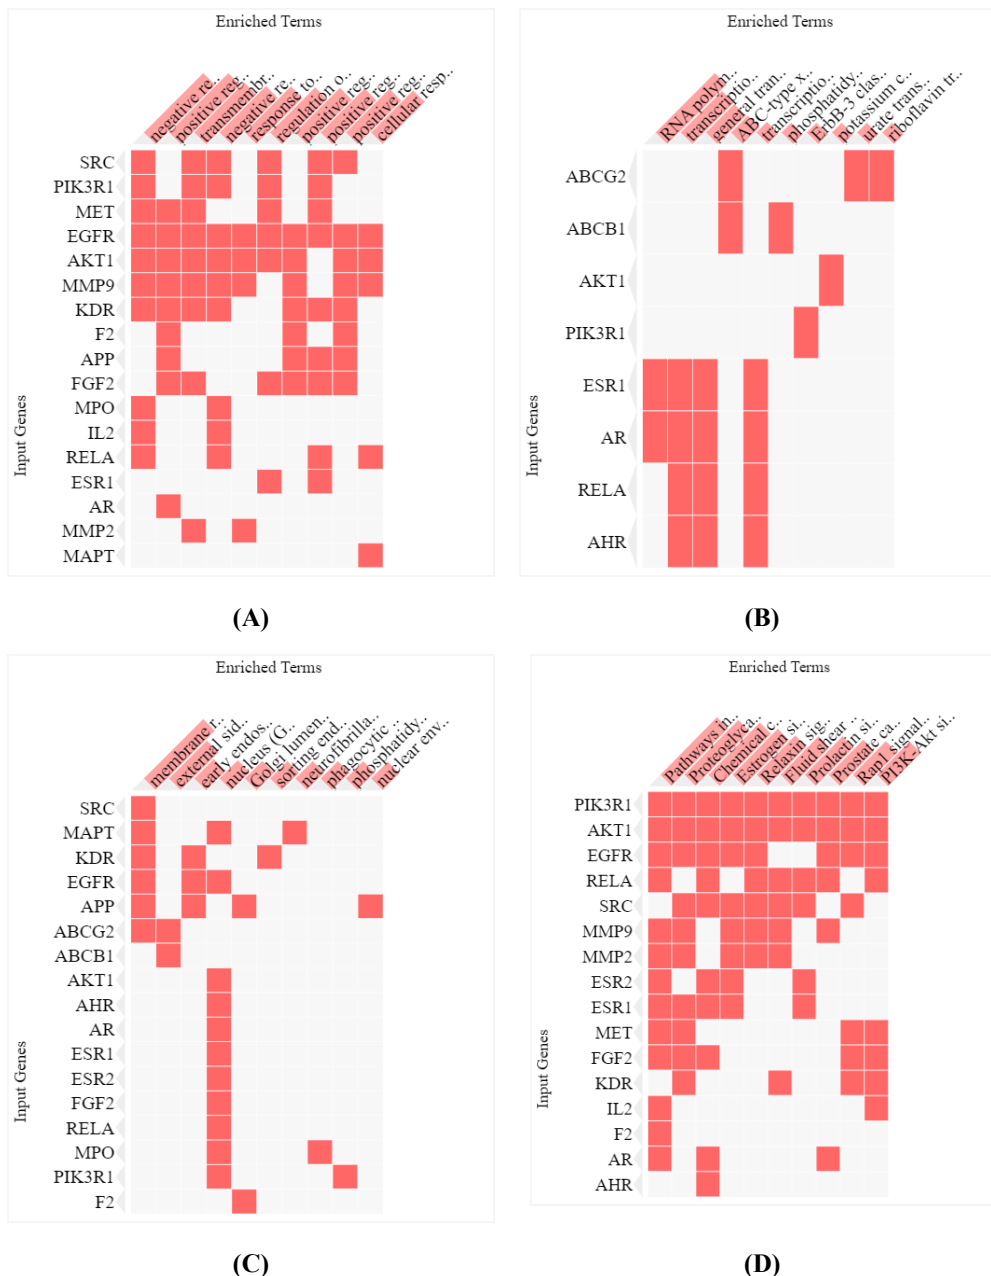 Enriched Terms
negative re..
positive reg..
transmembr..
negative re..
response to..
regulation o..
positive reg..
positive reg..
positive reg..
cellular resp..
Input Genes
SRC
PIK3R1
MET
EGFR
AKT1
MMP9
KDR
F2
APP
FGF2
MPO
IL2
RELA
ESR1
AR
MMP2
MAPT
(A)
Enriched Terms
RNA polym..
transcriptio..
general tran..
ABC-type x..
transcriptio..
phosphatidy..
ErbB-3 clas..
potassium c..
urate trans..
riboflavin tr..
Input Genes
ABCG2
ABCB1
AKT1
PIK3R1
ESR1
AR
RELA
AHR
(B)
Enriched Terms
membrane r..
external sid..
early endos..
nucleus (G..
Golgi lumen..
sorting end..
neurofibrilla..
phagocytic ..
phosphatidy..
nuclear env..
Input Genes
SRC
MAPT
KDR
EGFR
APP
ABCG2
ABCB1
AKT1
AHR
AR
ESR1
ESR2
FGF2
RELA
MPO
PIK3R1
F2
(C)
Enriched Terms
Pathways in..
Proteoglyca..
Chemical c..
Estrogen si..
Relaxin sig..
Fluid shear ..
Prolactin si..
Prostate ca..
Rap1 signal..
PI3K-Akt si..
Input Genes
PIK3R1
AKT1
EGFR
RELA
SRC
MMP9
MMP2
ESR2
ESR1
MET
FGF2
KDR
IL2
F2
AR
AHR
(D)